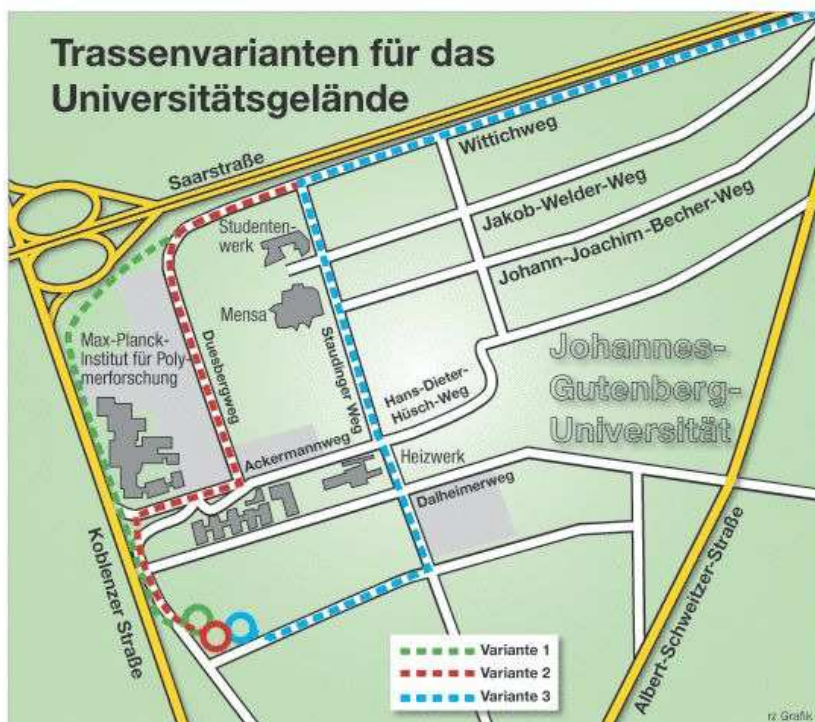 Trassenvarianten für das
Universitätsgelände
Saarstraße
Wittichweg
Jakob-Welder-Weg
Johann-Joachim-Becher-Weg
Studenten-
werk
Mensa
Max-Planck-
Institut für Poly-
merforschung
Duesbergweg
Staudinger Weg
Hans-Dieter-
Hüsch-Weg
Johannes-
Gutenberg-
Universität
Ackermannweg
Heizwerk
Dalheimerweg
Koblenzer Straße
Albert-Schweitzer-Straße
Variante 1
Variante 2
Variante 3
rz Grafik